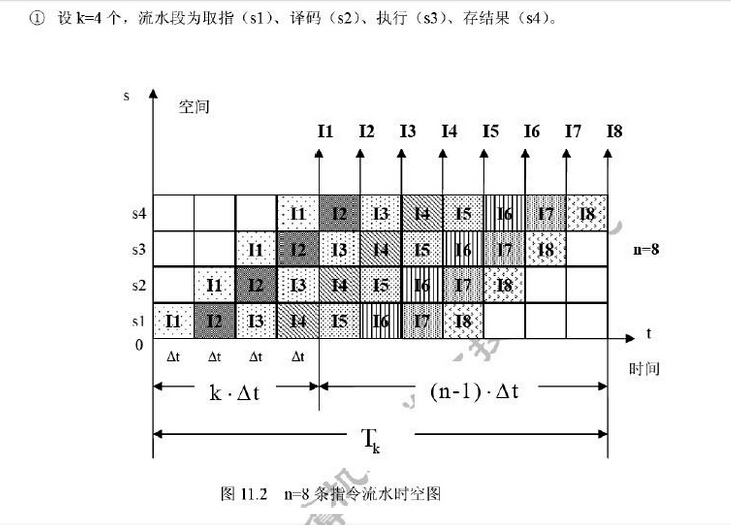 ① 设k=4 个，流水段为取指（s1）、译码（s2）、执行（s3）、存结果（s4）。
s
空间
I1 I2 I3 I4 I5 I6 I7 I8
s4 I1 I2 I3 I4 I5 I6 I7 I8
s3 I1 I2 I3 I4 I5 I6 I7 I8 n=8
s2 I1 I2 I3 I4 I5 I6 I7 I8
s1 I1 I2 I3 I4 I5 I6 I7 I8
0 t
Δt Δt Δt Δt 时间
k·Δt (n-1)·Δt
Tk
图 11.2 n=8 条指令流水时空图